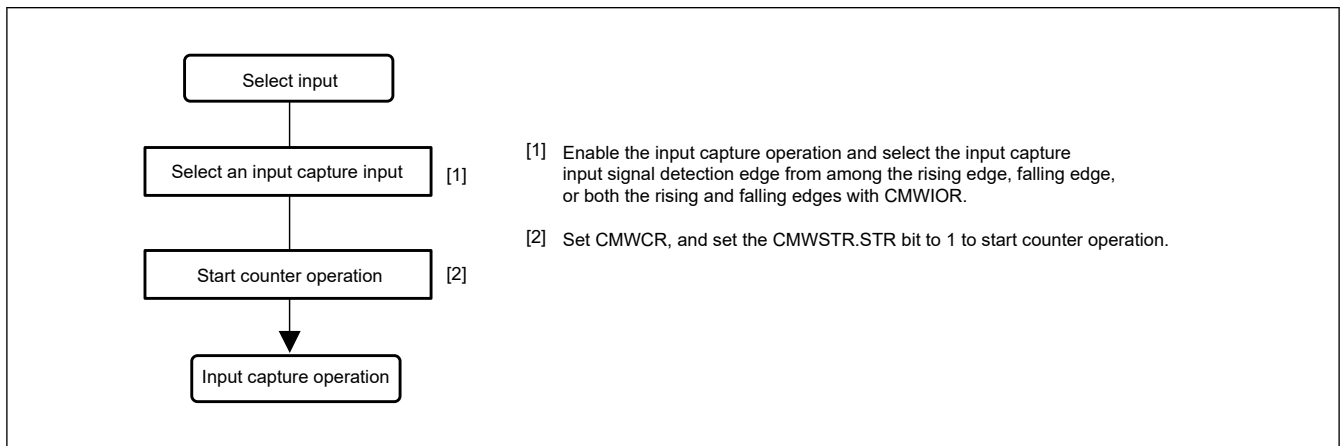 Select input
Select an input capture input
[1]
Start counter operation
[2]
Input capture operation
[1] Enable the input capture operation and select the input capture
input signal detection edge from among the rising edge, falling edge,
or both the rising and falling edges with CMWIOR.
[2] Set CMWCR, and set the CMWSTR.STR bit to 1 to start counter operation.